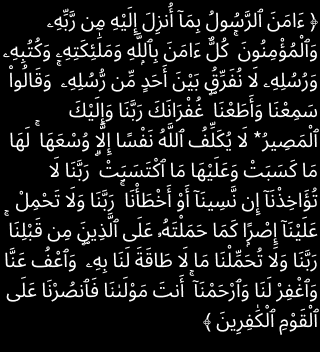 ﴿ ءَامَنَ ٱلرَّسُولُ بِمَآ أُنزِلَ إِلَيْهِ مِن رَّبِّهِۦ
وَٱلْمُؤْمِنُونَ ۚ كُلٌّ ءَامَنَ بِٱللَّهِ وَمَلَـٰٓئِكَتِهِۦ وَكُتُبِهِۦ
وَرُسُلِهِۦ لَا نُفَرِّقُ بَيْنَ أَحَدٍ مِّن رُّسُلِهِۦ ۚ وَقَالُوا۟
سَمِعْنَا وَأَطَعْنَا ۖ غُفْرَانَكَ رَبَّنَا وَإِلَيْكَ
ٱلْمَصِيرُ* لَا يُكَلِّفُ ٱللَّهُ نَفْسًا إِلَّا وُسْعَهَا ۚ لَهَا
مَا كَسَبَتْ وَعَلَيْهَا مَا ٱكْتَسَبَتْ ۗ رَبَّنَا لَا
تُؤَاخِذْنَآ إِن نَّسِينَآ أَوْ أَخْطَأْنَا ۚ رَبَّنَا وَلَا تَحْمِلْ
عَلَيْنَآ إِصْرًا كَمَا حَمَلْتَهُۥ عَلَى ٱلَّذِينَ مِن قَبْلِنَا ۚ
رَبَّنَا وَلَا تُحَمِّلْنَا مَا لَا طَاقَةَ لَنَا بِهِۦ ۖ وَٱعْفُ عَنَّا
وَٱغْفِرْ لَنَا وَٱرْحَمْنَآ ۚ أَنتَ مَوْلَىٰنَا فَٱنصُرْنَا عَلَى
ٱلْقَوْمِ ٱلْكَـٰفِرِينَ ﴾